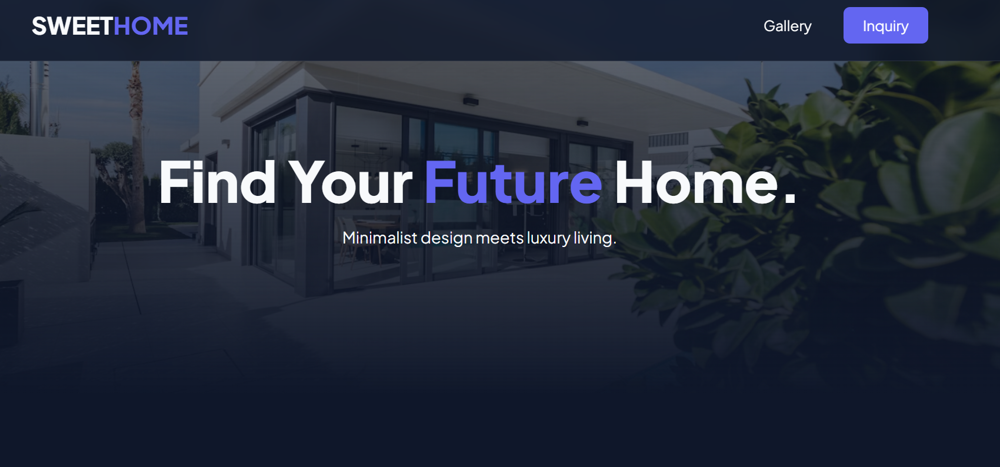 SWEETHOME
Gallery
Inquiry
Find Your Future Home.
Minimalist design meets luxury living.